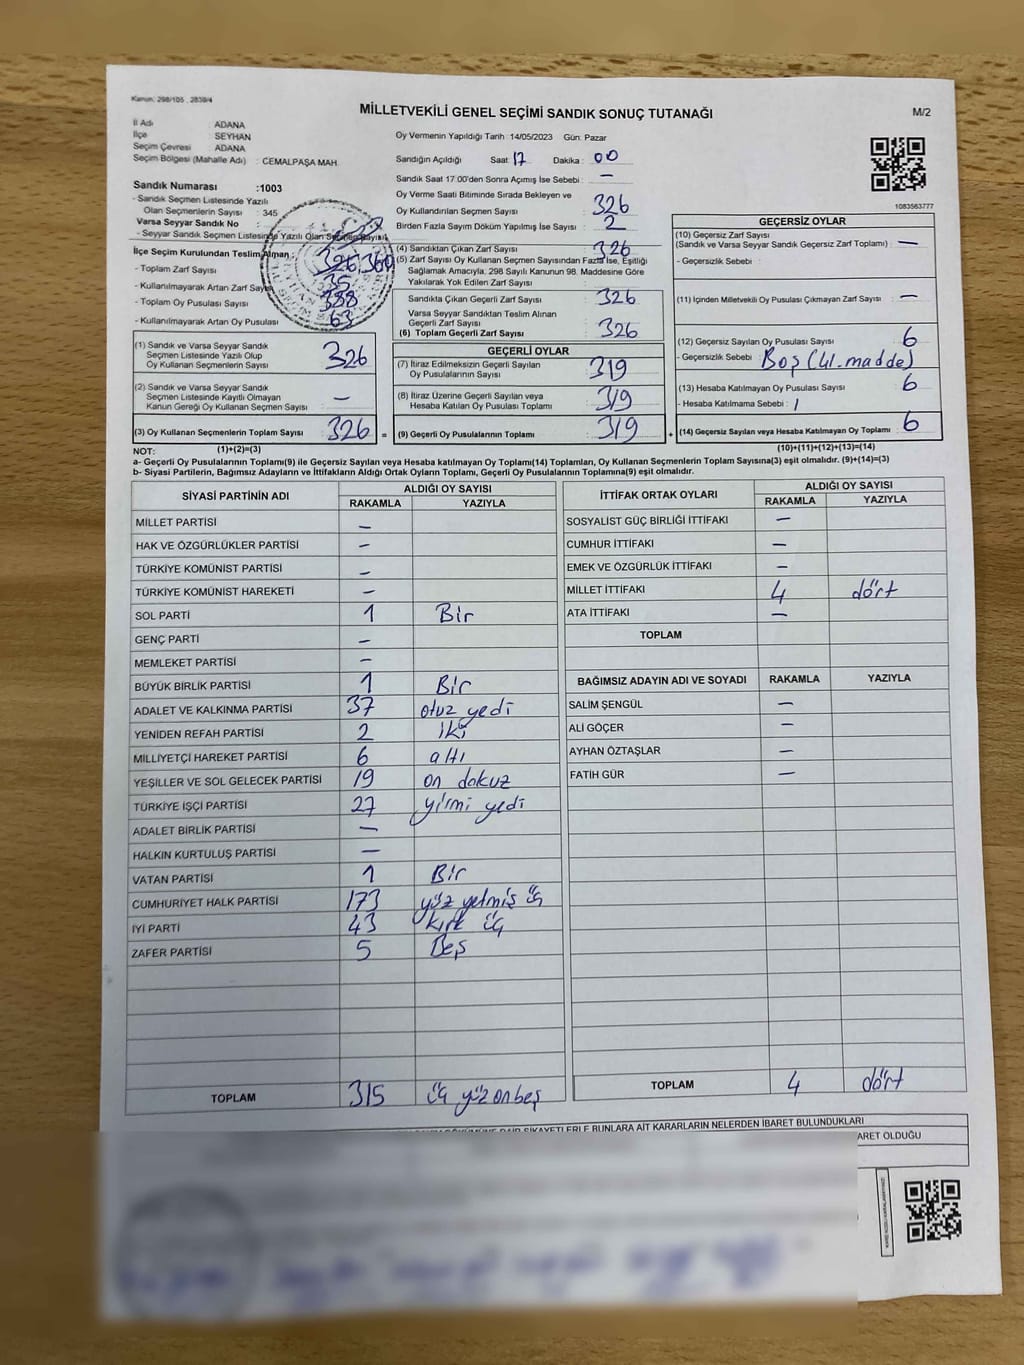 Kanun: 298/105 , 2839/4
MİLLETVEKİLİ GENEL SEÇİMİ SANDIK SONUÇ TUTANAĞI
M/2
İl Adı : ADANA
İlçe : SEYHAN
Seçim Çevresi : ADANA
Seçim Bölgesi (Mahalle Adı) : CEMALPAŞA MAH.
Sandık Numarası :1003
- Sandık Seçmen Listesinde Yazılı
Olan Seçmenlerin Sayısı : 345
Varsa Seyyar Sandık No :
- Seyyar Sandık Seçmen Listesinde Yazılı Olan Seçmen Sayısı
İlçe Seçim Kurulundan Teslim Alınan :
- Toplam Zarf Sayısı 360
- Kullanılmayarak Artan Zarf Sayısı 35
- Toplam Oy Pusulası Sayısı 388
- Kullanılmayarak Artan Oy Pusulası 63
(1) Sandık ve Varsa Seyyar Sandık
Seçmen Listesinde Yazılı Olup
Oy Kullanan Seçmenlerin Sayısı : 326
(2) Sandık ve Varsa Seyyar Sandık
Seçmen Listesinde Kayıtlı Olmayan
Kanun Gereği Oy Kullanan Seçmen Sayısı : —
(3) Oy Kullanan Seçmenlerin Toplam Sayısı 326 =
Oy Vermenin Yapıldığı Tarih : 14/05/2023 Gün: Pazar
Sandığın Açıldığı Saat : 17 Dakika : 00
Sandık Saat 17:00'den Sonra Açılmış İse Sebebi : —
Oy Verme Saati Bitiminde Sırada Bekleyen ve
Oy Kullandırılan Seçmen Sayısı : 326
Birden Fazla Sayım Döküm Yapılmış İse Sayısı : 2
(4) Sandıktan Çıkan Zarf Sayısı : 326
(5) Zarf Sayısı Oy Kullanan Seçmen Sayısından Fazla İse, Eşitliği
Sağlamak Amacıyla, 298 Sayılı Kanunun 98. Maddesine Göre
Yakılarak Yok Edilen Zarf Sayısı :
Sandıkta Çıkan Geçerli Zarf Sayısı : 326
Varsa Seyyar Sandıktan Teslim Alınan
Geçerli Zarf Sayısı :
(6) Toplam Geçerli Zarf Sayısı : 326
GEÇERLİ OYLAR
(7) İtiraz Edilmeksizin Geçerli Sayılan
Oy Pusulalarının Sayısı : 319
(8) İtiraz Üzerine Geçerli Sayılan veya
Hesaba Katılan Oy Pusulası Toplamı : 319
(9) Geçerli Oy Pusulalarının Toplamı : 319 +
1083563777
GEÇERSİZ OYLAR
(10) Geçersiz Zarf Sayısı
(Sandık ve Varsa Seyyar Sandık Geçersiz Zarf Toplamı) : —
- Geçersizlik Sebebi :
(11) İçinden Milletvekili Oy Pusulası Çıkmayan Zarf Sayısı : —
(12) Geçersiz Sayılan Oy Pusulası Sayısı : 6
- Geçersizlik Sebebi : Boş (41. madde)
(13) Hesaba Katılmayan Oy Pusulası Sayısı : 6
- Hesaba Katılmama Sebebi : /
(14) Geçersiz Sayılan veya Hesaba Katılmayan Oy Toplamı : 6
NOT: (1)+(2)=(3) (10)+(11)+(12)+(13)=(14)
a- Geçerli Oy Pusulalarının Toplamı(9) ile Geçersiz Sayılan veya Hesaba katılmayan Oy Toplamı(14) Toplamları, Oy Kullanan Seçmenlerin Toplam Sayısına(3) eşit olmalıdır. (9)+(14)=(3)
b- Siyasi Partilerin, Bağımsız Adayların ve İttifakların Aldığı Ortak Oyların Toplamı, Geçerli Oy Pusulalarının Toplamına(9) eşit olmalıdır.
SİYASİ PARTİNİN ADI ALDIĞI OY SAYISI
RAKAMLA YAZIYLA
MİLLET PARTİSİ —
HAK VE ÖZGÜRLÜKLER PARTİSİ —
TÜRKİYE KOMÜNİST PARTİSİ —
TÜRKİYE KOMÜNİST HAREKETİ —
SOL PARTİ 1 Bir
GENÇ PARTİ —
MEMLEKET PARTİSİ —
BÜYÜK BİRLİK PARTİSİ 1 Bir
ADALET VE KALKINMA PARTİSİ 37 otuz yedi
YENİDEN REFAH PARTİSİ 2 iki
MİLLİYETÇİ HAREKET PARTİSİ 6 altı
YEŞİLLER VE SOL GELECEK PARTİSİ 19 on dokuz
TÜRKİYE İŞÇİ PARTİSİ 27 yirmi yedi
ADALET BİRLİK PARTİSİ —
HALKIN KURTULUŞ PARTİSİ —
VATAN PARTİSİ 1 Bir
CUMHURİYET HALK PARTİSİ 173 yüz yetmiş üç
İYİ PARTİ 43 kırk üç
ZAFER PARTİSİ 5 Beş
TOPLAM 315 üç yüz onbeş
İTTİFAK ORTAK OYLARI ALDIĞI OY SAYISI
RAKAMLA YAZIYLA
SOSYALİST GÜÇ BİRLİĞİ İTTİFAKI —
CUMHUR İTTİFAKI —
EMEK VE ÖZGÜRLÜK İTTİFAKI —
MİLLET İTTİFAKI 4 dört
ATA İTTİFAKI —
TOPLAM
BAĞIMSIZ ADAYIN ADI VE SOYADI RAKAMLA YAZIYLA
SALİM ŞENGÜL —
ALİ GÖÇER —
AYHAN ÖZTAŞLAR —
FATİH GÜR —
TOPLAM 4 dört
ŞİKAYETLERLE BUNLARA AİT KARARLARIN NELERDEN İBARET BULUNDUKLARI
ARET OLDUĞU